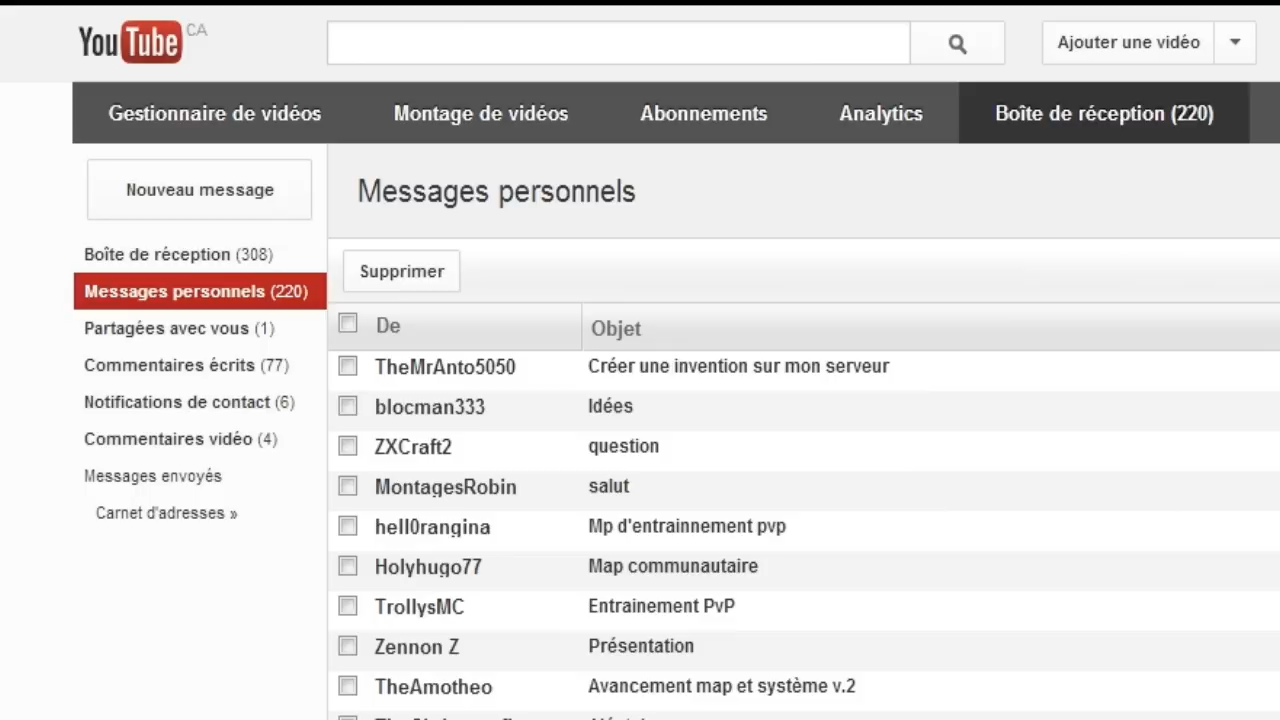 YouTube CA
Ajouter une vidéo
Gestionnaire de vidéos Montage de vidéos Abonnements Analytics Boîte de réception (220)
Nouveau message
Boîte de réception (308)
Messages personnels (220)
Partagées avec vous (1)
Commentaires écrits (77)
Notifications de contact (6)
Commentaires vidéo (4)
Messages envoyés
Carnet d'adresses »
Messages personnels
Supprimer
De Objet
TheMrAnto5050 Créer une invention sur mon serveur
blocman333 Idées
ZXCraft2 question
MontagesRobin salut
hell0rangina Mp d'entrainnement pvp
Holyhugo77 Map communautaire
TrollysMC Entrainement PvP
Zennon Z Présentation
TheAmotheo Avancement map et système v.2